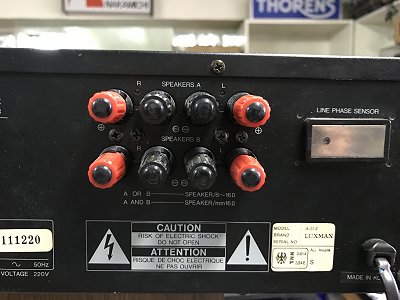 NAKAMICHI
THORENS
R
SPEAKERS A
L
LINE PHASE SENSOR
R
SPEAKERS B
L
A OR B SPEAKER/8~16Ω
A AND B SPEAKER/min16Ω
111220
50Hz
VOLTAGE 220V
CAUTION
RISK OF ELECTRIC SHOCK
DO NOT OPEN
ATTENTION
RISQUE DE CHOC ELECTRIQUE
NE PAS OUVRIR
MODEL
BRAND LUXMAN
SERIAL NO.
S
MADE IN